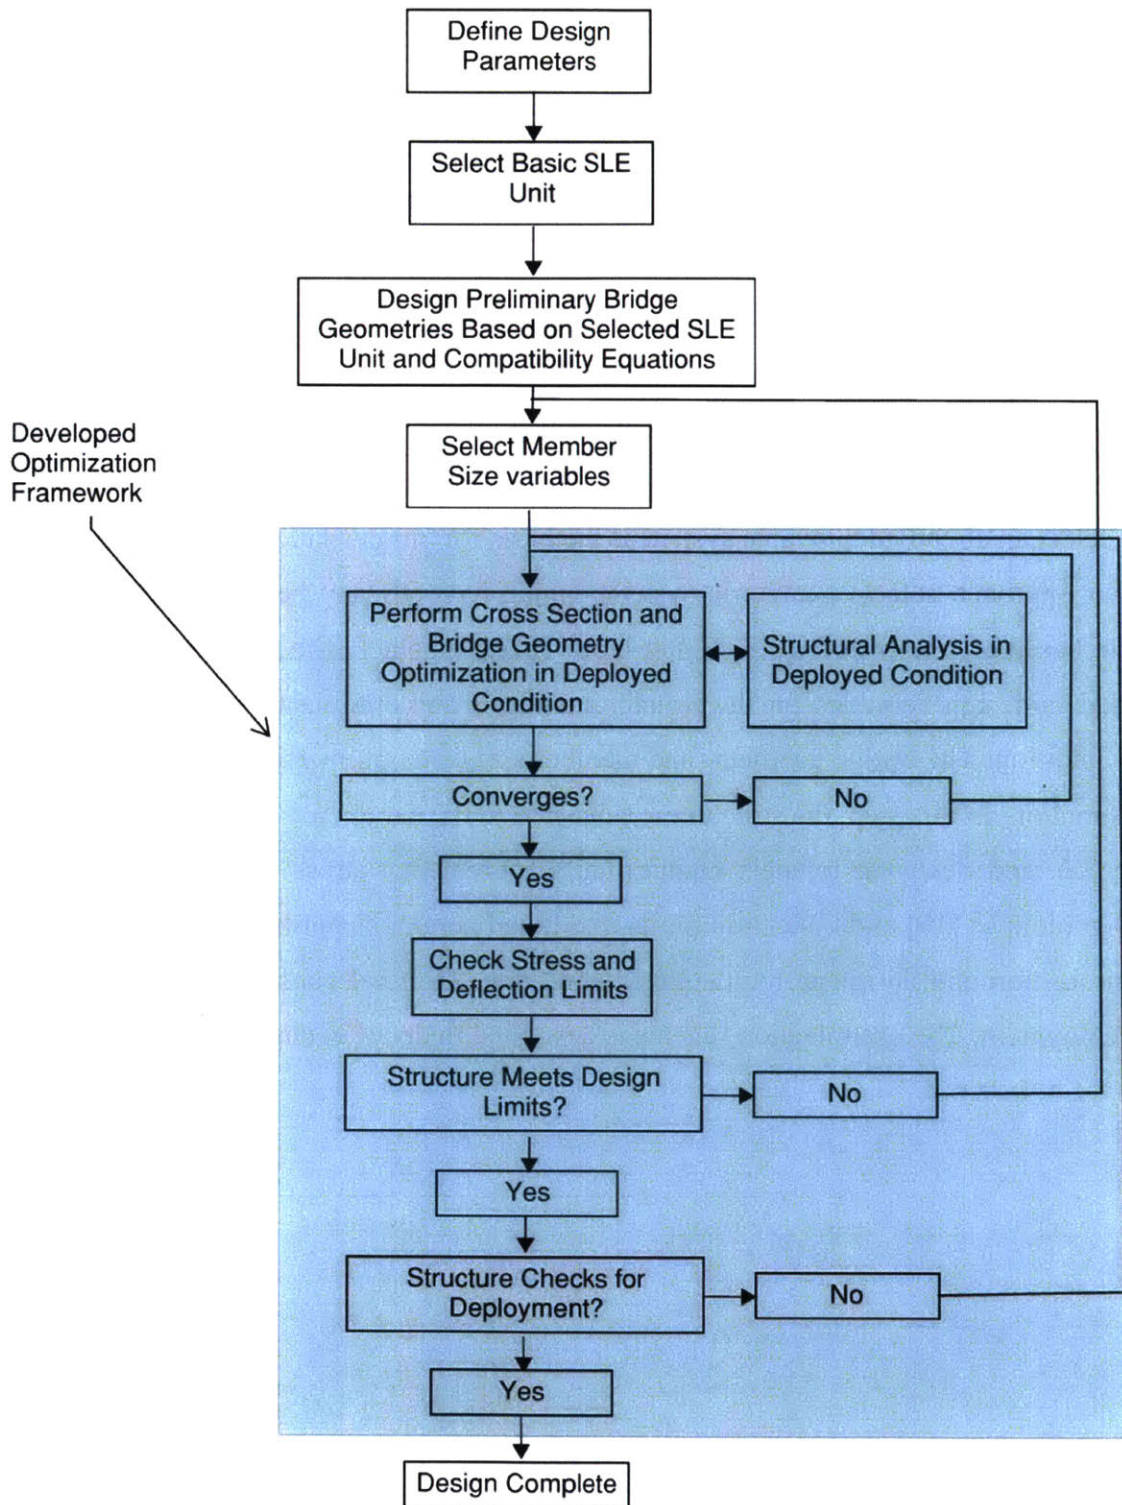 Define Design
Parameters
Select Basic SLE
Unit
Design Preliminary Bridge
Geometries Based on Selected SLE
Unit and Compatibility Equations
Developed
Optimization
Framework
Select Member
Size variables
Perform Cross Section and
Bridge Geometry
Optimization in Deployed
Condition
Structural Analysis in
Deployed Condition
Converges?
No
Yes
Check Stress and
Deflection Limits
Structure Meets Design
Limits?
No
Yes
Structure Checks for
Deployment?
No
Yes
Design Complete